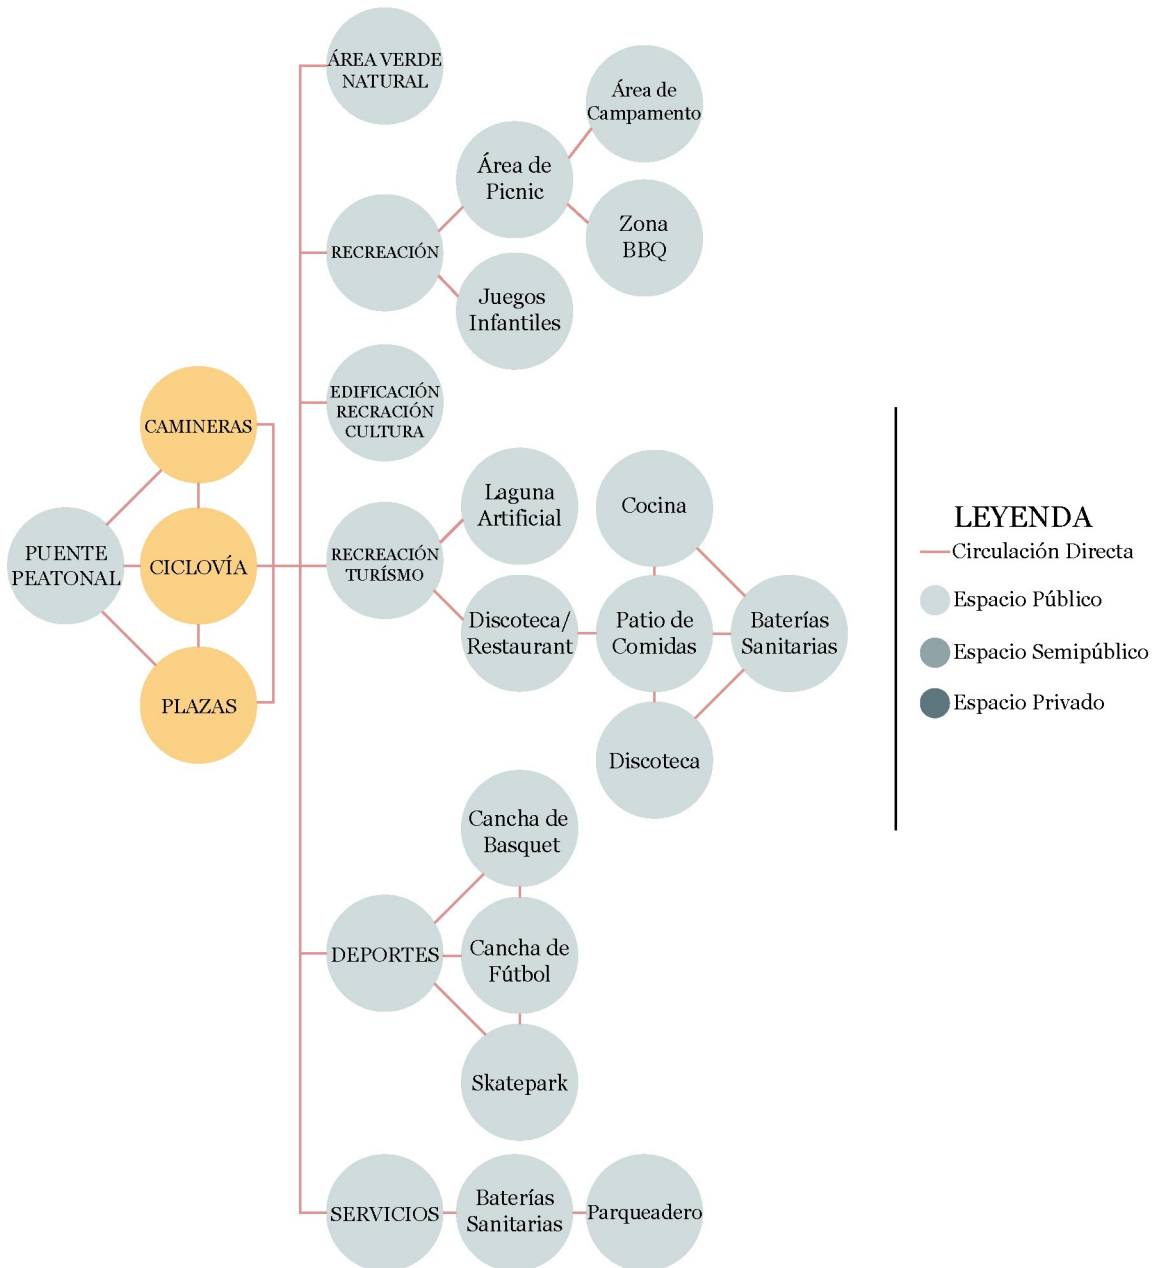 ÁREA VERDE
NATURAL
Área de
Campamento
Área de
Picnic
Zona
BBQ
RECREACIÓN
Juegos
Infantiles
EDIFICACIÓN
RECRACIÓN
CULTURA
CAMINERAS
PUENTE
PEATONAL
CICLOVÍA
PLAZAS
RECREACIÓN
TURÍSMO
Laguna
Artificial
Discoteca/
Restaurant
Cocina
Patio de
Comidas
Baterías
Sanitarias
Discoteca
Cancha de
Basquet
DEPORTES
Cancha de
Fútbol
Skatepark
SERVICIOS
Baterías
Sanitarias
Parqueadero
LEYENDA
Circulación Directa
Espacio Público
Espacio Semipúblico
Espacio Privado